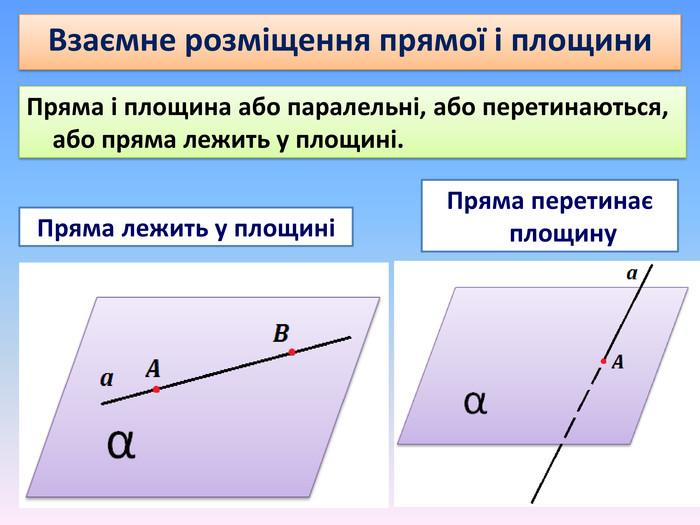 Взаємне розміщення прямої і площини
Пряма і площина або паралельні, або перетинаються,
або пряма лежить у площині.
Пряма лежить у площині
Пряма перетинає
площину
a
A
B
α
a
A
α